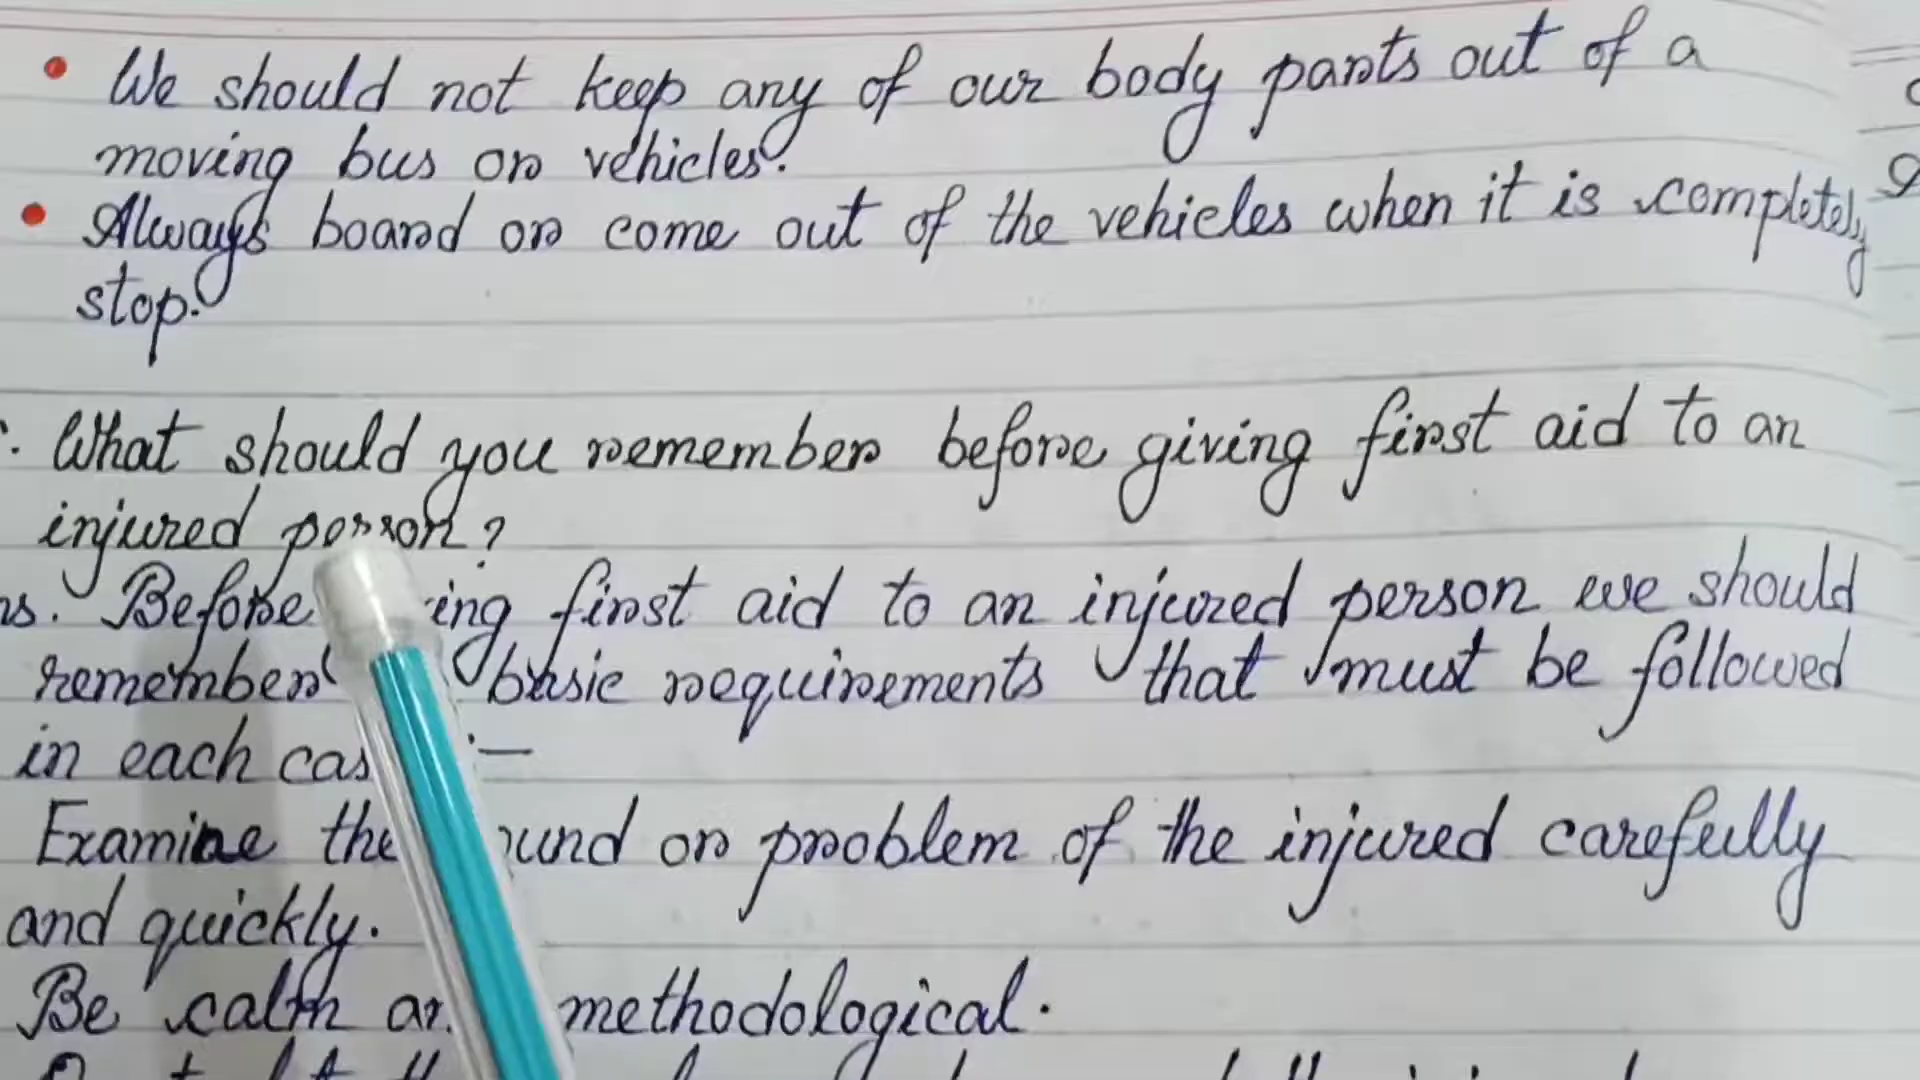 We should not keep any of our body parts out of a
moving bus or vehicles.
Always board or come out of the vehicles when it is completely
stop.
What should you remember before giving first aid to an
injured person?
Before first aid to an injured person we should
remember basic requirements that must be followed
in each
Examine the or problem of the injured carefully
and quickly.
Be calm methodological.